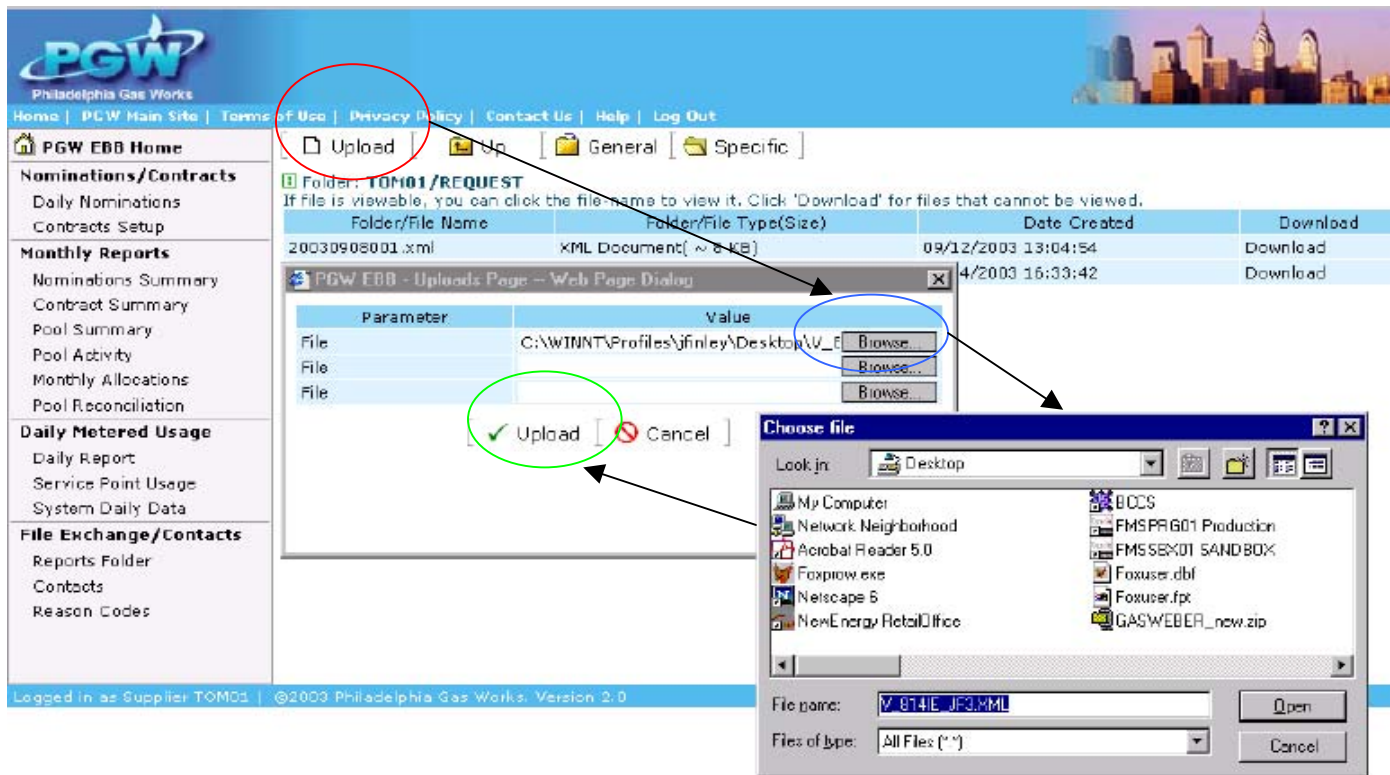 PGW
Philadelphia Gas Works
Home | PGW Main Site | Terms of Use | Privacy Policy | Contact Us | Help | Log Out
PGW EBB Home
Nominations/Contracts
Daily Nominations
Contracts Setup
Monthly Reports
Nominations Summary
Contract Summary
Pool Summary
Pool Activity
Monthly Allocations
Pool Reconciliation
Daily Metered Usage
Daily Report
Service Point Usage
System Daily Data
File Exchange/Contacts
Reports Folder
Contacts
Reason Codes
[ Upload ] Up [ General ] [ Specific ]
Folder: TOM01/REQUEST
If file is viewable, you can click the file-name to view it. Click 'Download' for files that cannot be viewed.
Folder/File Name Folder/File Type(Size) Date Created Download
20030908001.xml XML Document( ~ 8 KB) 09/12/2003 13:04:54 Download
4/2003 16:33:42 Download
PGW EBB - Uploads Page -- Web Page Dialog
Parameter Value
File C:\WINNT\Profiles\jfinley\Desktop\V_E Browse...
File Browse...
File Browse...
[ Upload [ Cancel ]
Choose file
Look in: Desktop
My Computer
Network Neighborhood
Acrobat Reader 5.0
Foxprow.exe
Netscape 6
NewEnergy RetailOffice
BCCS
FMSPRG01 Production
FMSSEX01 SANDBOX
Foxuser.dbf
Foxuser.fpt
GASWEBER_new.zip
File name: V_814IE_JF3.XML Open
Files of type: All Files (*.*) Cancel
Logged in as Supplier TOM01 | ©2003 Philadelphia Gas Works. Version 2.0